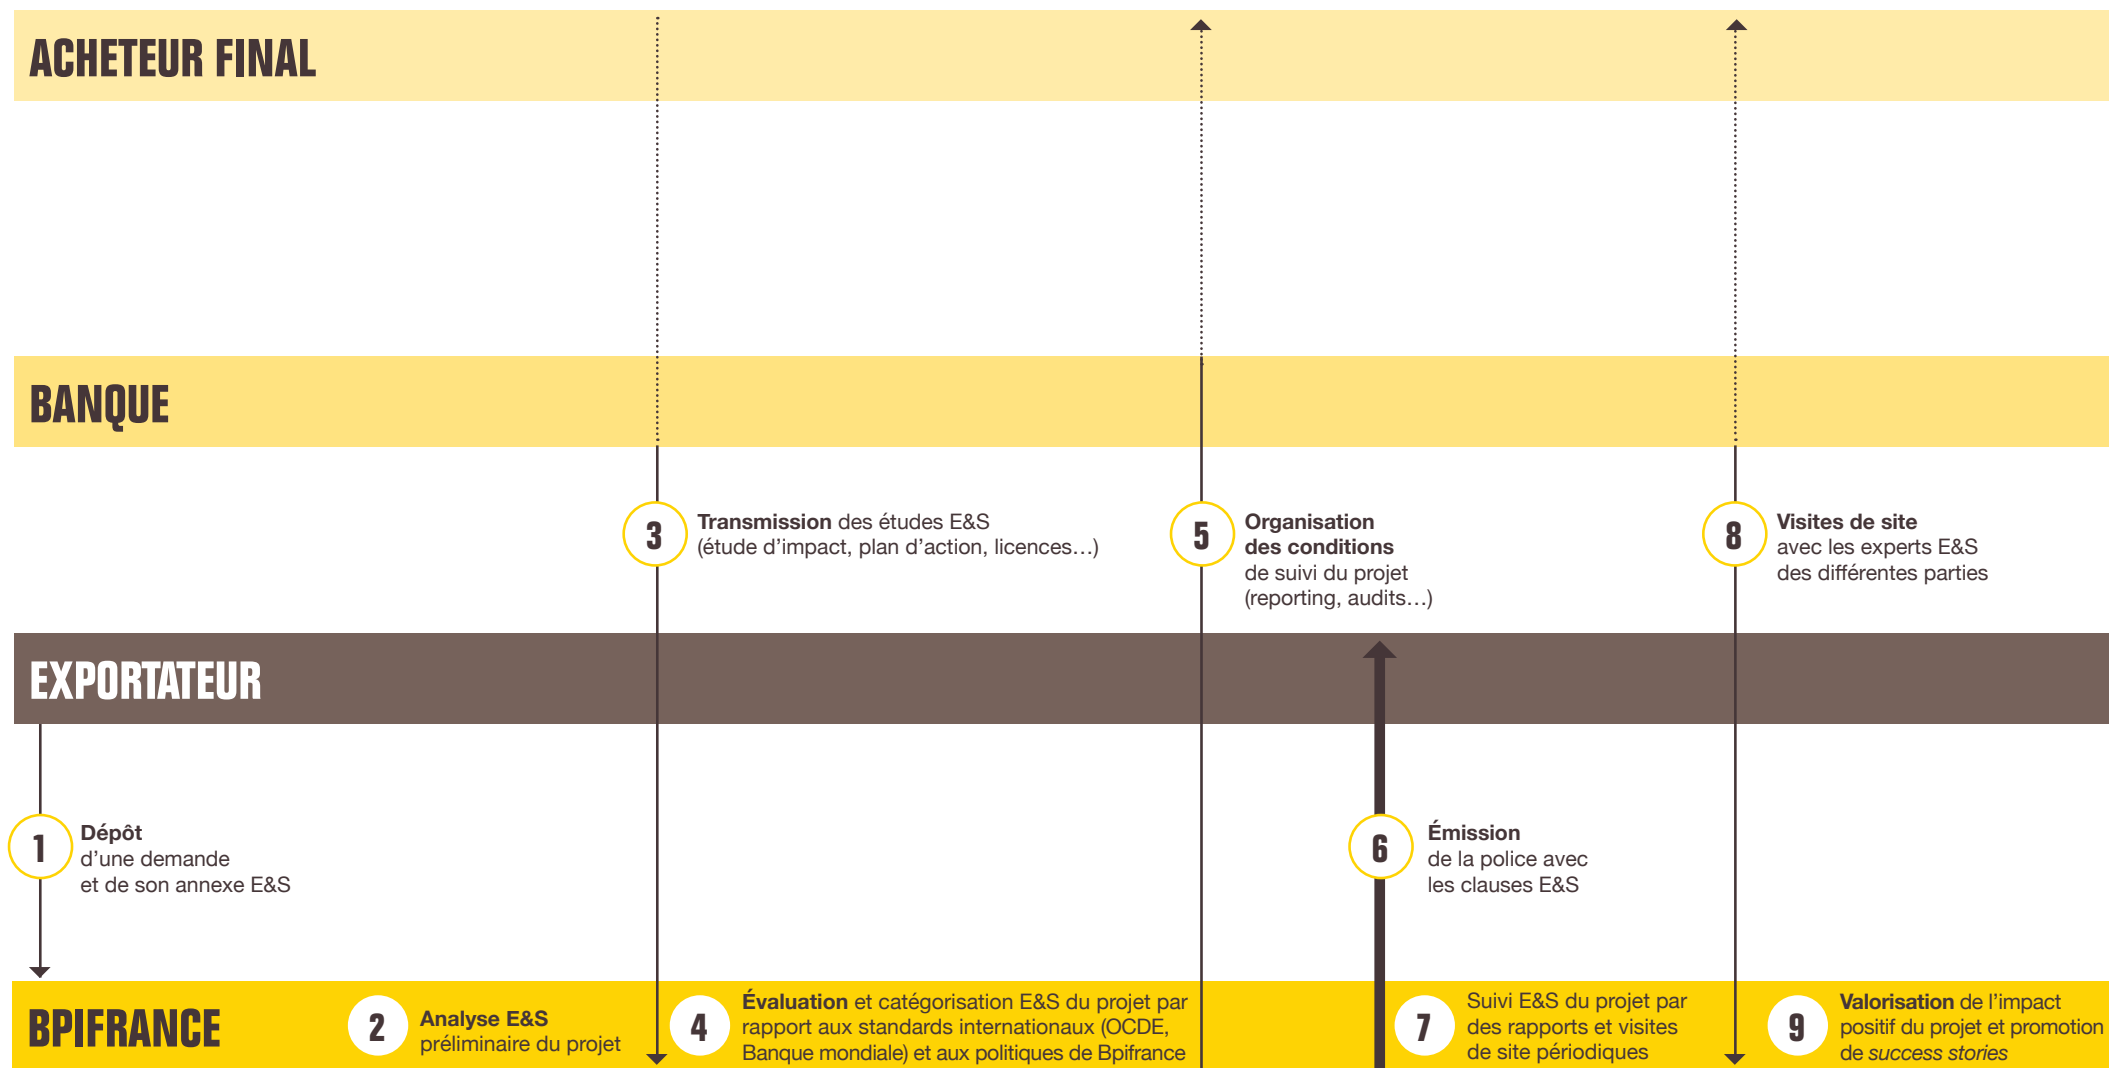 ACHETEUR FINAL
BANQUE
3
Transmission des études E&S
(étude d'impact, plan d'action, licences…)
5
Organisation
des conditions
de suivi du projet
(reporting, audits…)
8
Visites de site
avec les experts E&S
des différentes parties
EXPORTATEUR
1
Dépôt
d'une demande
et de son annexe E&S
6
Émission
de la police avec
les clauses E&S
BPIFRANCE
2
Analyse E&S
préliminaire du projet
4
Évaluation et catégorisation E&S du projet par
rapport aux standards internationaux (OCDE,
Banque mondiale) et aux politiques de Bpifrance
7
Suivi E&S du projet par
des rapports et visites
de site périodiques
9
Valorisation de l'impact
positif du projet et promotion
de success stories